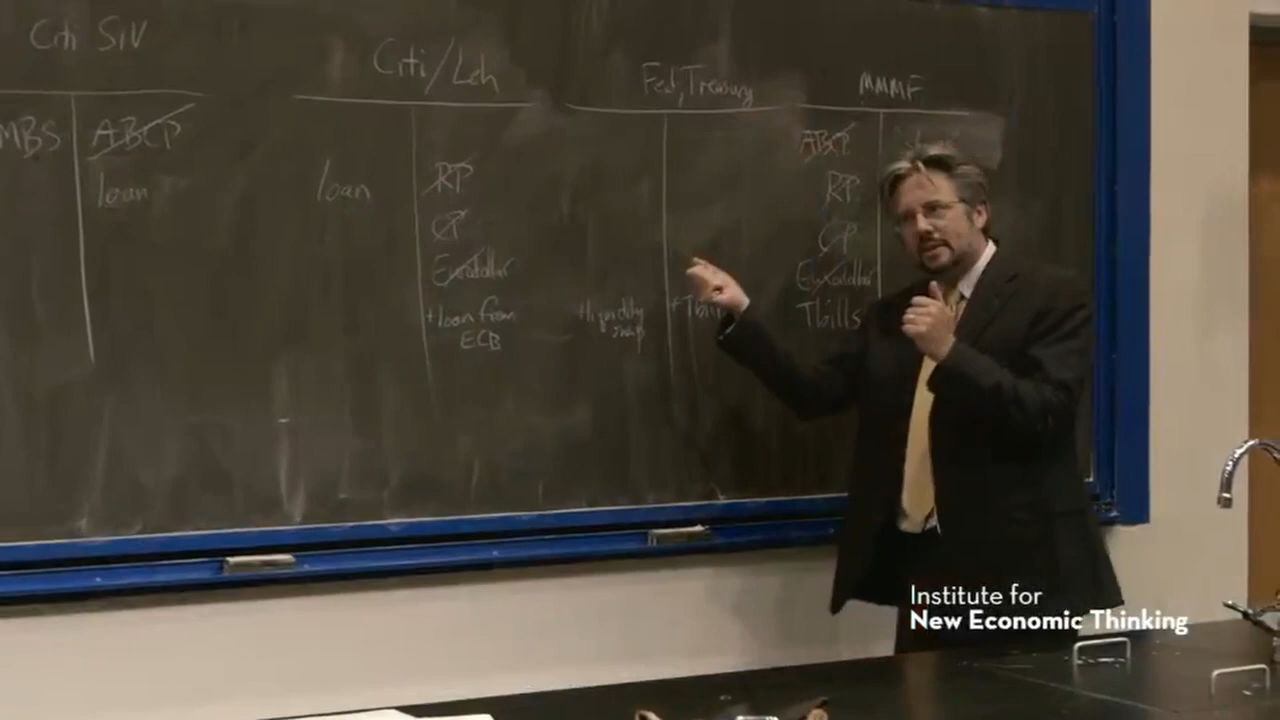 Citi SIV
MBS
ABCP
loan
Citi/Leh
loan
RP
CP
Eurodollar
+loan from
ECB
Fed, Treasury
+liquidity
swap
MMMF
ABCP
RP
CP
Eurodollar
Tbills
Institute for
New Economic Thinking